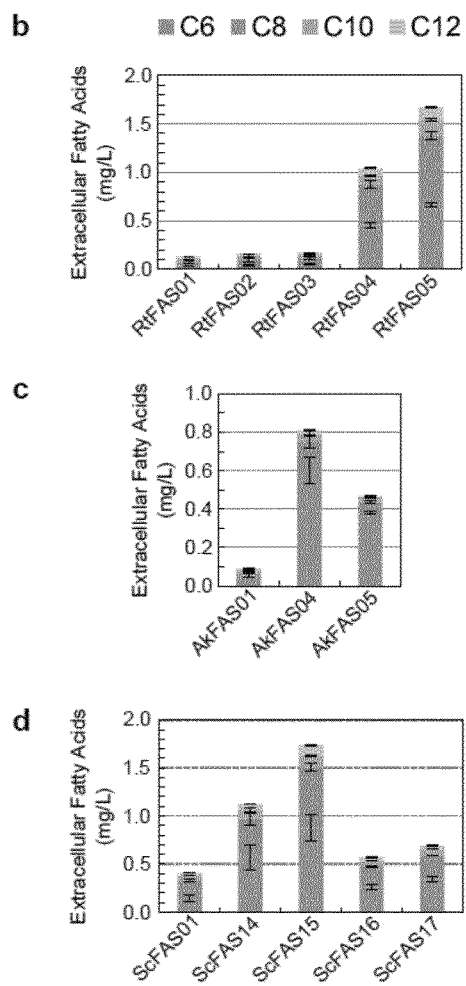 b
C6 C8 C10 C12
Extracellular Fatty Acids
(mg/L)
2.0
1.5
1.0
0.5
0.0
RtFAS01
RtFAS02
RtFAS03
RtFAS04
RtFAS05
c
Extracellular Fatty Acids
(mg/L)
1.0
0.8
0.6
0.4
0.2
0.0
AkFAS01
AkFAS04
AkFAS05
d
Extracellular Fatty Acids
(mg/L)
2.0
1.5
1.0
0.5
0.0
ScFAS01
ScFAS14
ScFAS15
ScFAS16
ScFAS17